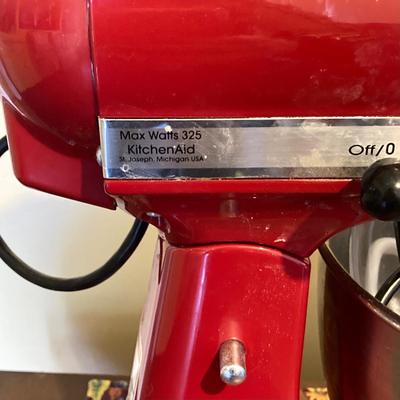 Max Watts 325
KitchenAid
St. Joseph, Michigan USA
Off/0